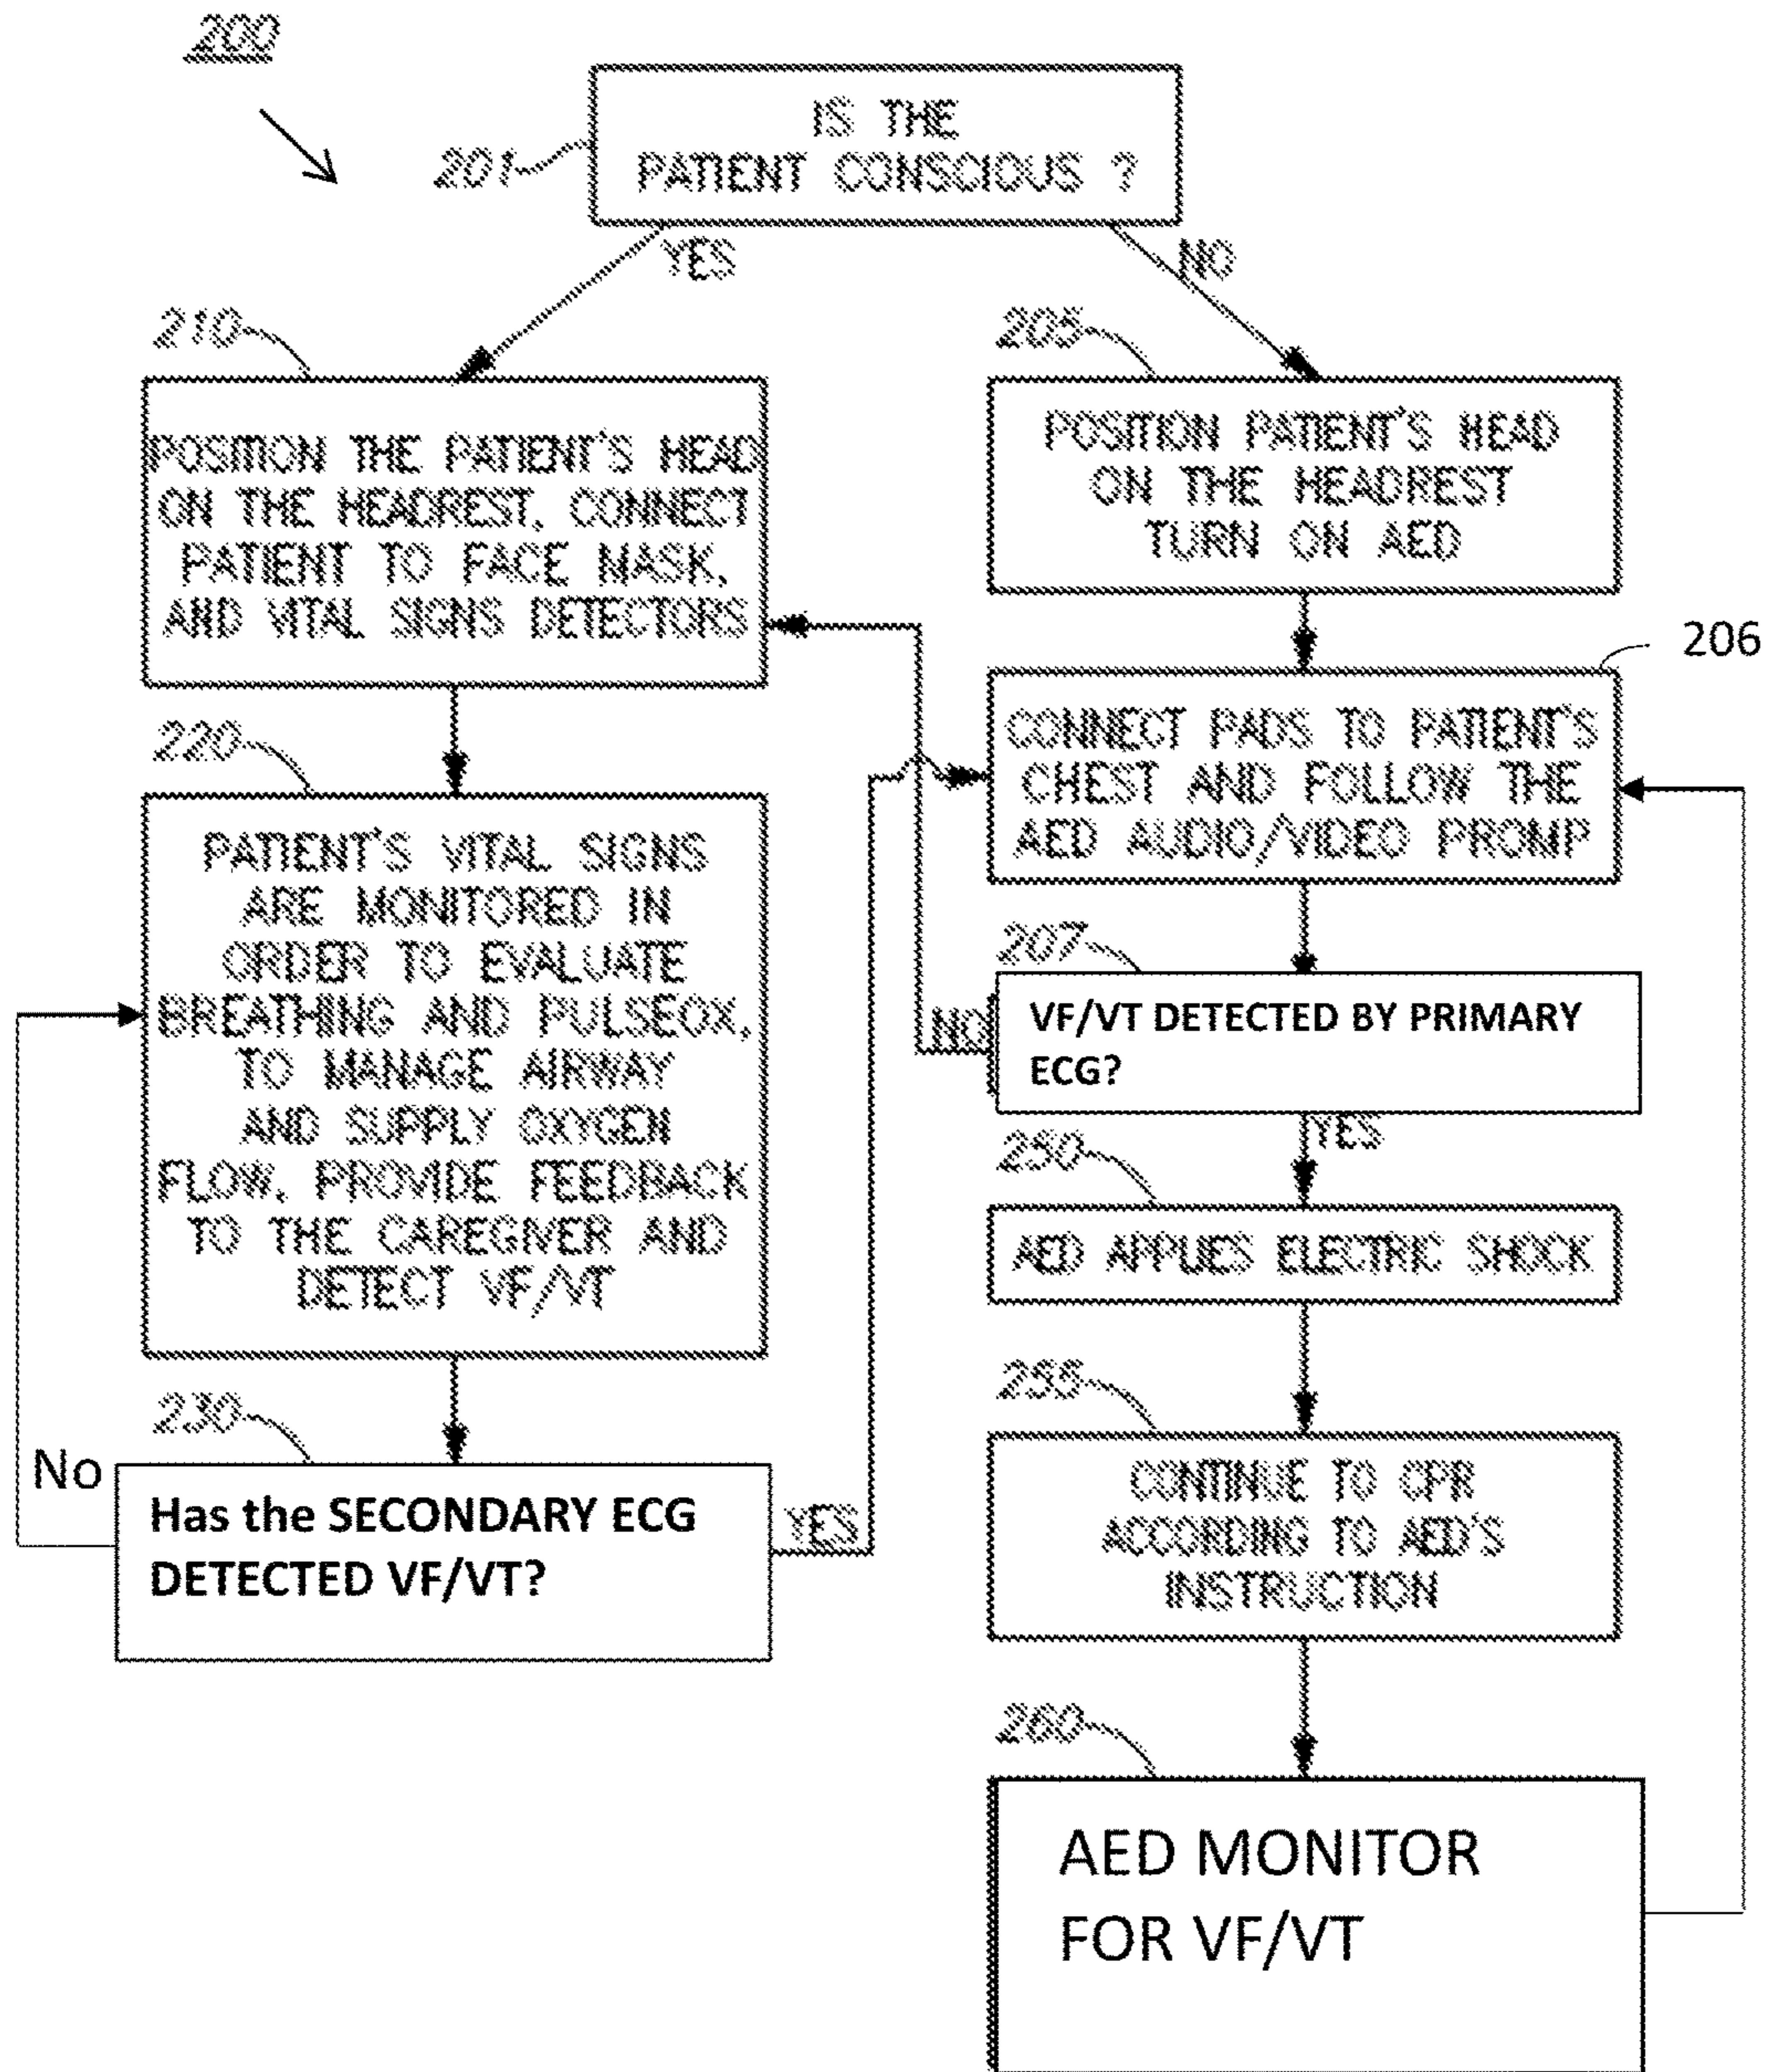 200
IS THE
PATIENT CONSCIOUS ?
201
YES
NO
210
POSITION THE PATIENT'S HEAD
ON THE HEADREST, CONNECT
PATIENT TO FACE MASK,
AND VITAL SIGNS DETECTORS
205
POSITION PATIENT'S HEAD
ON THE HEADREST
TURN ON AED
206
CONNECT PADS TO PATIENT'S
CHEST AND FOLLOW THE
AED AUDIO/VIDEO PROMP
220
PATIENT'S VITAL SIGNS
ARE MONITORED IN
ORDER TO EVALUATE
BREATHING AND PULSEOX,
TO MANAGE AIRWAY
AND SUPPLY OXYGEN
FLOW, PROVIDE FEEDBACK
TO THE CAREGIVER AND
DETECT VF/VT
207
NO
VF/VT DETECTED BY PRIMARY
ECG?
YES
250
AED APPLIES ELECTRIC SHOCK
255
CONTINUE TO CPR
ACCORDING TO AED'S
INSTRUCTION
230
No
Has the SECONDARY ECG
DETECTED VF/VT?
YES
260
AED MONITOR
FOR VF/VT